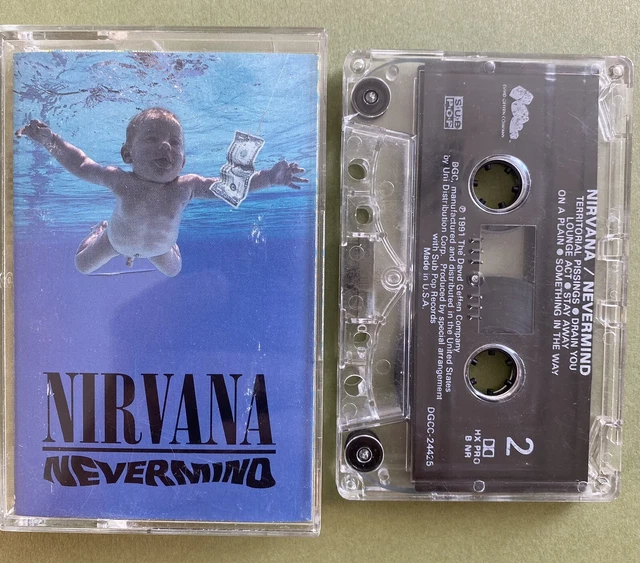 NIRVANA
NEVERMIND
SUB
POP
NIRVANA / NEVERMIND
TERRITORIAL PISSINGS ● DRAIN YOU
LOUNGE ACT ● STAY AWAY
ON A PLAIN ● SOMETHING IN THE WAY
℗ 1991 The David Geffen Company
DGC, manufactured and distributed in the United States
by Uni Distribution Corp. Produced by special arrangement
with Sub Pop Records
Made in U.S.A.
DGCC-24425
2
HX PRO
B NR